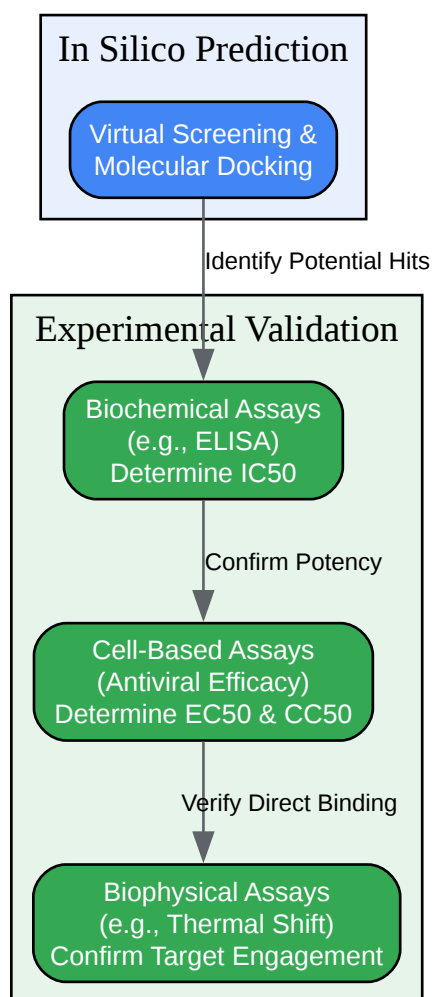 In Silico Prediction
Virtual Screening &
Molecular Docking
Identify Potential Hits
Experimental Validation
Biochemical Assays
(e.g., ELISA)
Determine IC50
Confirm Potency
Cell-Based Assays
(Antiviral Efficacy)
Determine EC50 & CC50
Verify Direct Binding
Biophysical Assays
(e.g., Thermal Shift)
Confirm Target Engagement